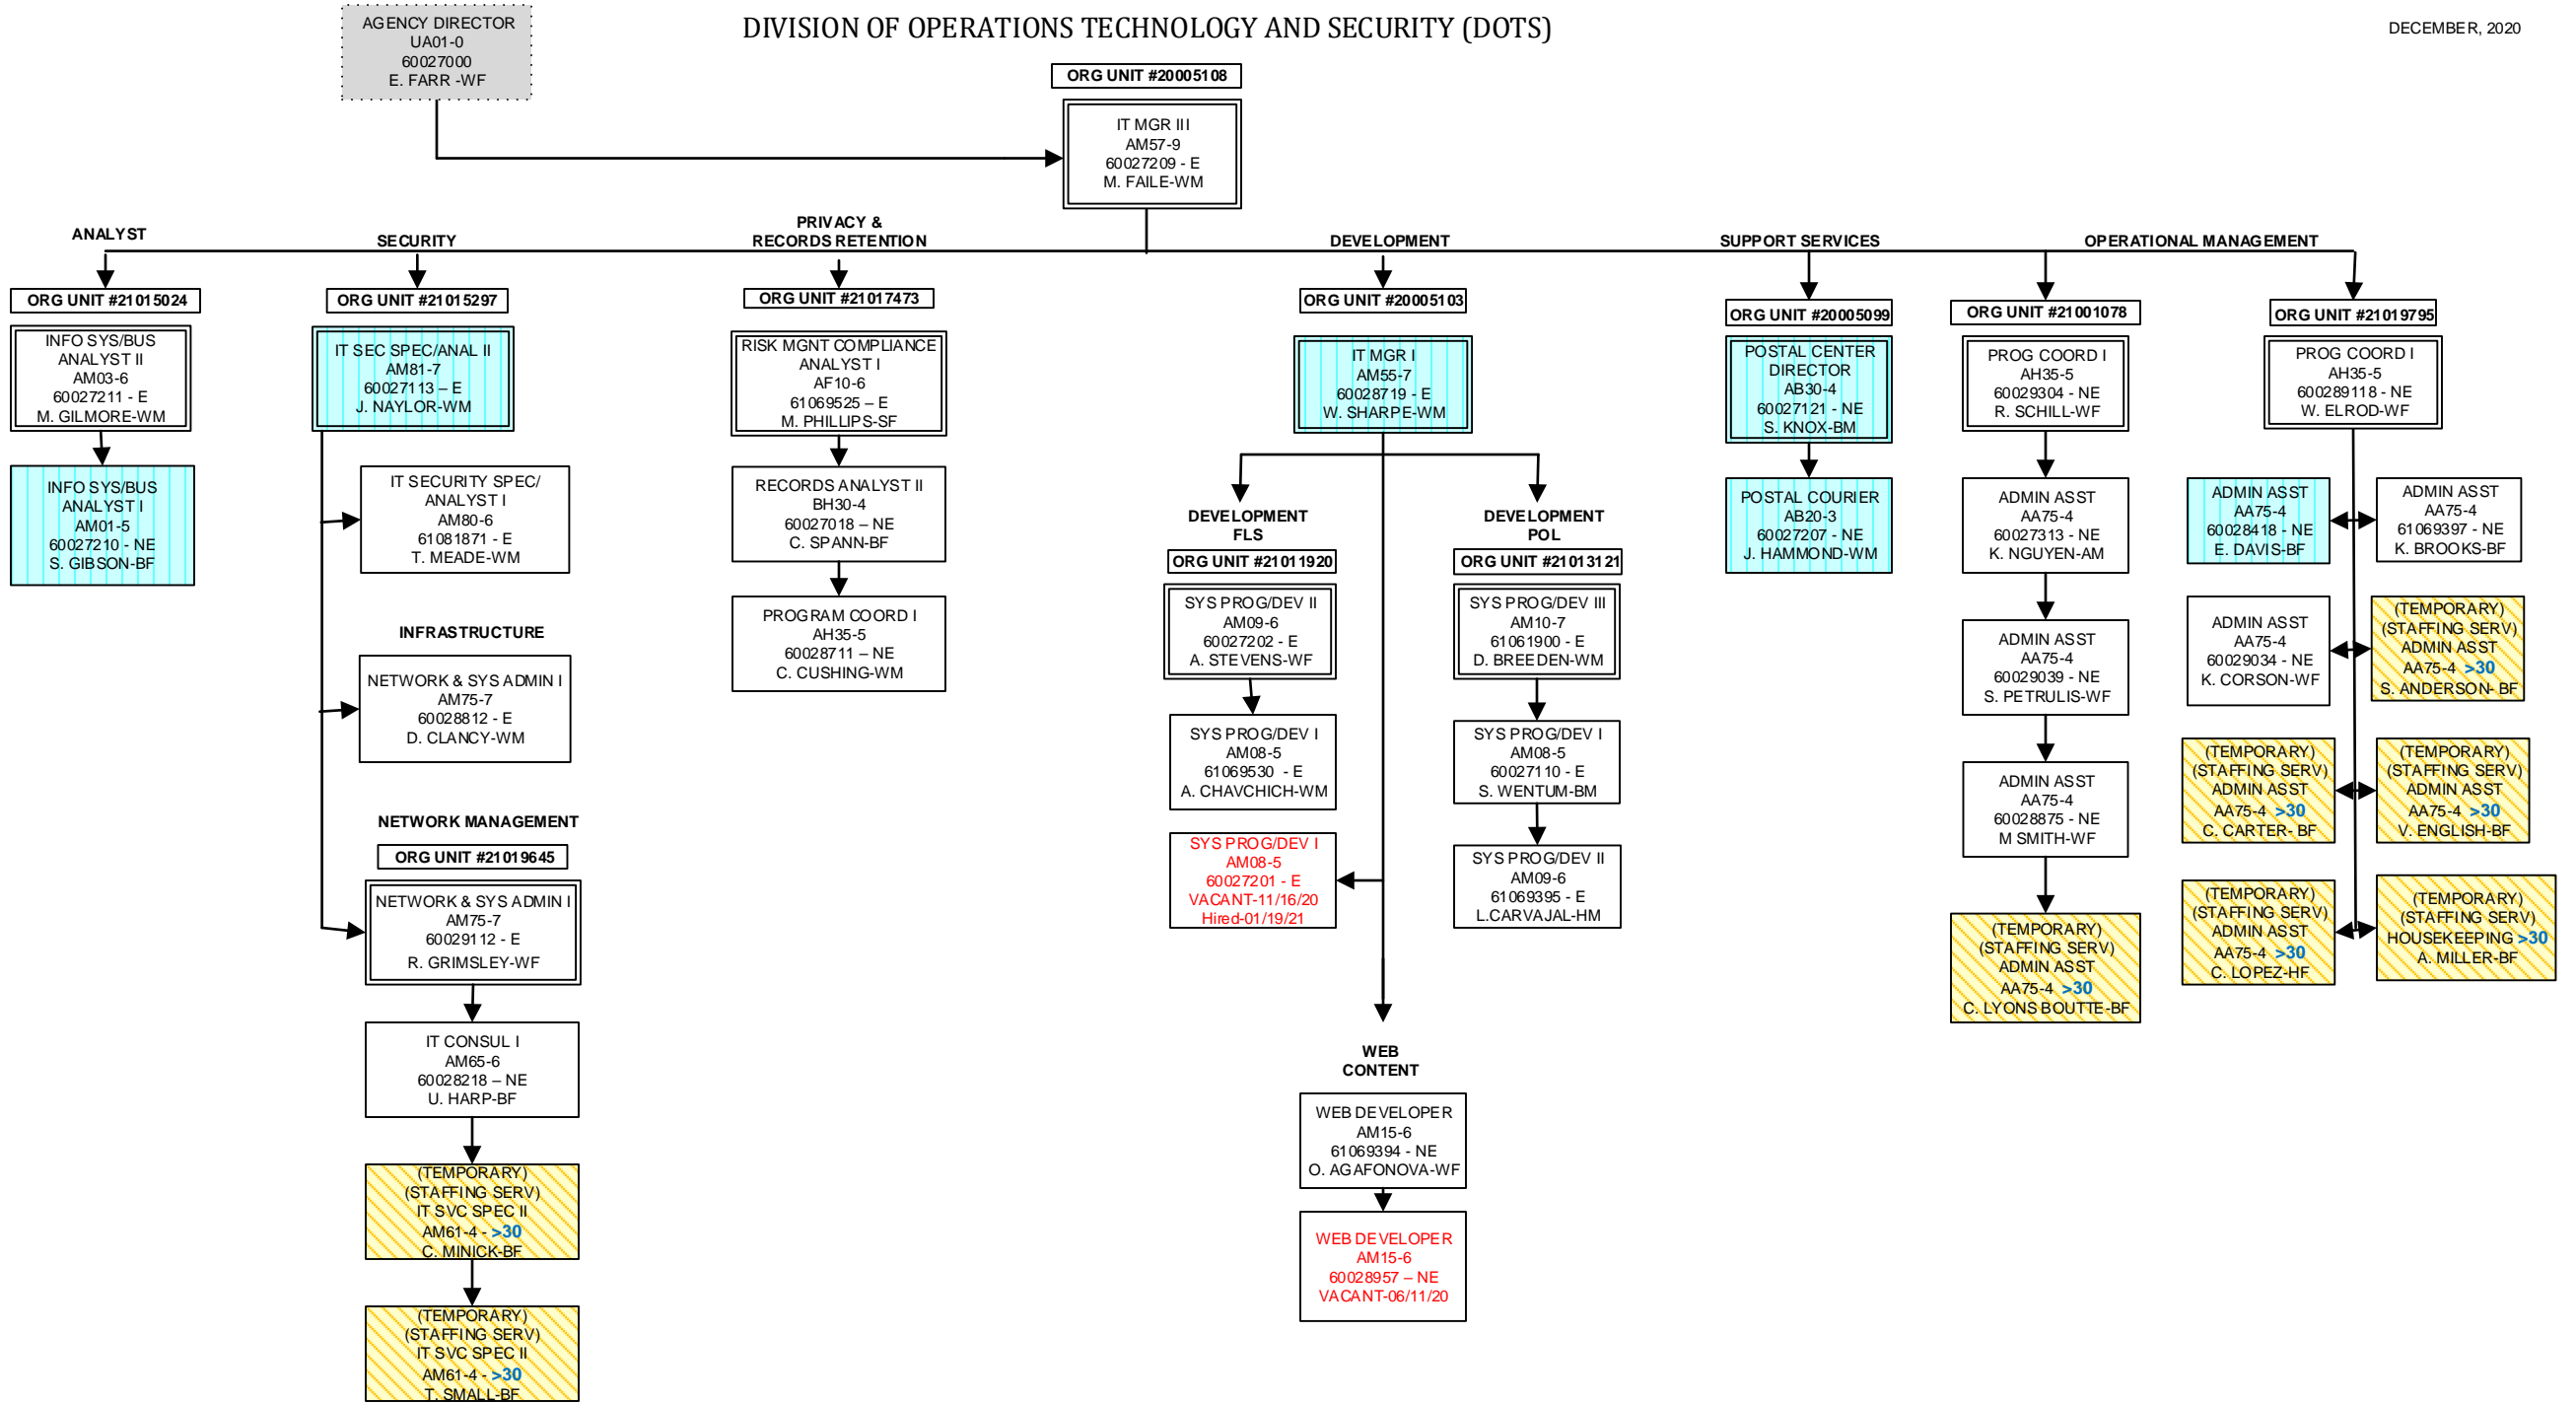 AGENCY DIRECTOR
UA01-0
60027000
E. FARR -WF
DIVISION OF OPERATIONS TECHNOLOGY AND SECURITY (DOTS)
DECEMBER, 2020
ORG UNIT #20005108
IT MGR III
AM57-9
60027209 - E
M. FAILE-WM
ANALYST
ORG UNIT #21015024
INFO SYS/BUS
ANALYST II
AM03-6
60027211 - E
M. GILMORE-WM
INFO SYS/BUS
ANALYST I
AM01-5
60027210 - NE
S. GIBSON-BF
SECURITY
ORG UNIT #21015297
IT SEC SPEC/ANAL II
AM81-7
60027113 – E
J. NAYLOR-WM
IT SECURITY SPEC/
ANALYST I
AM80-6
61081871 - E
T. MEADE-WM
INFRASTRUCTURE
NETWORK & SYS ADMIN I
AM75-7
60028812 - E
D. CLANCY-WM
NETWORK MANAGEMENT
ORG UNIT #21019645
NETWORK & SYS ADMIN I
AM75-7
60029112 - E
R. GRIMSLEY-WF
IT CONSUL I
AM65-6
60028218 – NE
U. HARP-BF
(TEMPORARY)
(STAFFING SERV)
IT SVC SPEC II
AM61-4 - >30
C. MINICK-BF
(TEMPORARY)
(STAFFING SERV)
IT SVC SPEC II
AM61-4 - >30
T. SMALL-BF
PRIVACY &
RECORDS RETENTION
ORG UNIT #21017473
RISK MGNT COMPLIANCE
ANALYST I
AF10-6
61069525 – E
M. PHILLIPS-SF
RECORDS ANALYST II
BH30-4
60027018 – NE
C. SPANN-BF
PROGRAM COORD I
AH35-5
60028711 – NE
C. CUSHING-WM
DEVELOPMENT
ORG UNIT #20005103
IT MGR I
AM55-7
60028719 - E
W. SHARPE-WM
DEVELOPMENT
FLS
ORG UNIT #21011920
SYS PROG/DEV II
AM09-6
60027202 - E
A. STEVENS-WF
SYS PROG/DEV I
AM08-5
61069530 - E
A. CHAVCHICH-WM
SYS PROG/DEV I
AM08-5
60027201 - E
VACANT-11/16/20
Hired-01/19/21
DEVELOPMENT
POL
ORG UNIT #21013121
SYS PROG/DEV III
AM10-7
61061900 - E
D. BREEDEN-WM
SYS PROG/DEV I
AM08-5
60027110 - E
S. WENTUM-BM
SYS PROG/DEV II
AM09-6
61069395 - E
L.CARVAJAL-HM
WEB
CONTENT
WEB DEVELOPER
AM15-6
61069394 - NE
O. AGAFONOVA-WF
WEB DEVELOPER
AM15-6
60028957 – NE
VACANT-06/11/20
SUPPORT SERVICES
ORG UNIT #20005099
POSTAL CENTER
DIRECTOR
AB30-4
60027121 - NE
S. KNOX-BM
POSTAL COURIER
AB20-3
60027207 - NE
J. HAMMOND-WM
OPERATIONAL MANAGEMENT
ORG UNIT #21001078
PROG COORD I
AH35-5
60029304 - NE
R. SCHILL-WF
ADMIN ASST
AA75-4
60027313 - NE
K. NGUYEN-AM
ADMIN ASST
AA75-4
60029039 - NE
S. PETRULIS-WF
ADMIN ASST
AA75-4
60028875 - NE
M SMITH-WF
(TEMPORARY)
(STAFFING SERV)
ADMIN ASST
AA75-4 >30
C. LYONS BOUTTE-BF
ORG UNIT #21019795
PROG COORD I
AH35-5
600289118 - NE
W. ELROD-WF
ADMIN ASST
AA75-4
60028418 - NE
E. DAVIS-BF
ADMIN ASST
AA75-4
61069397 - NE
K. BROOKS-BF
ADMIN ASST
AA75-4
60029034 - NE
K. CORSON-WF
(TEMPORARY)
(STAFFING SERV)
ADMIN ASST
AA75-4 >30
S. ANDERSON- BF
(TEMPORARY)
(STAFFING SERV)
ADMIN ASST
AA75-4 >30
C. CARTER- BF
(TEMPORARY)
(STAFFING SERV)
ADMIN ASST
AA75-4 >30
V. ENGLISH-BF
(TEMPORARY)
(STAFFING SERV)
ADMIN ASST
AA75-4 >30
C. LOPEZ-HF
(TEMPORARY)
(STAFFING SERV)
HOUSEKEEPING >30
A. MILLER-BF